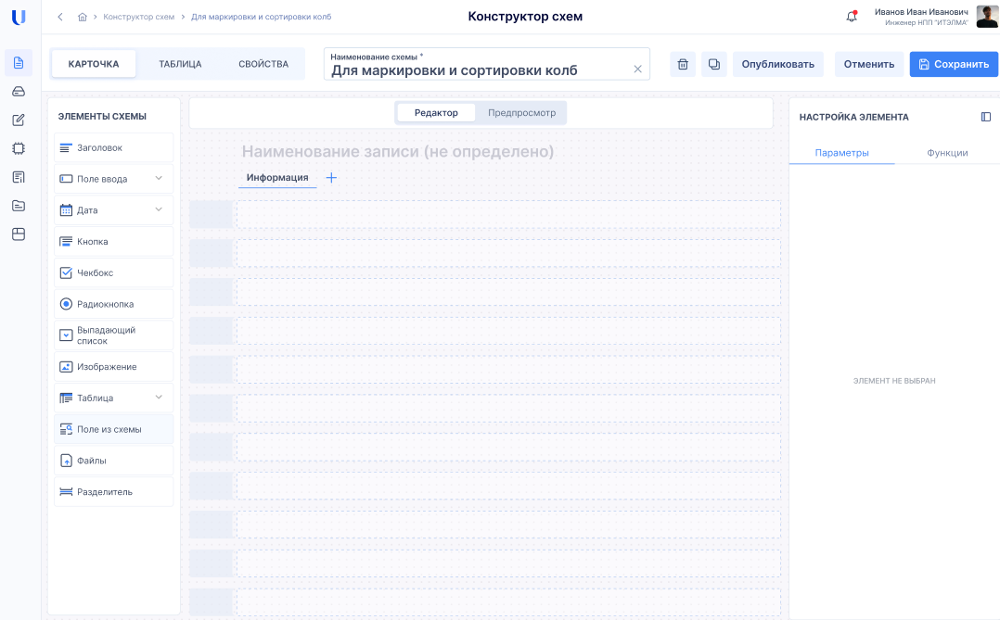 Конструктор схем
Для маркировки и сортировки колб
Конструктор схем
Иванов Иван Иванович
Инженер НПП "ИТЭЛМА"
КАРТОЧКА
ТАБЛИЦА
СВОЙСТВА
Наименование схемы *
Для маркировки и сортировки колб
Опубликовать
Отменить
Сохранить
ЭЛЕМЕНТЫ СХЕМЫ
Заголовок
Поле ввода
Дата
Кнопка
Чекбокс
Радиокнопка
Выпадающий
список
Изображение
Таблица
Поле из схемы
Файлы
Разделитель
Редактор
Предпросмотр
Наименование записи (не определено)
Информация
НАСТРОЙКА ЭЛЕМЕНТА
Параметры
Функции
ЭЛЕМЕНТ НЕ ВЫБРАН